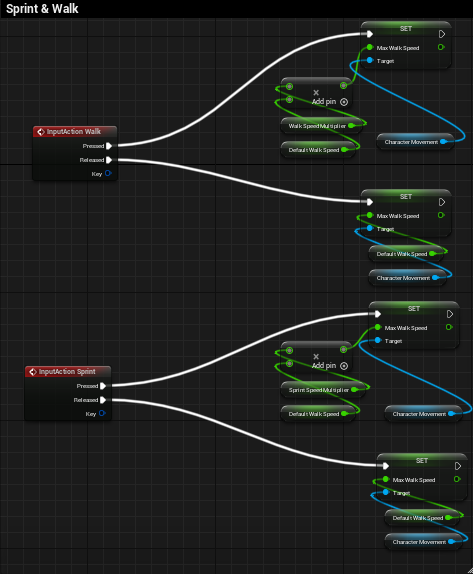 Sprint & Walk
SET
Max Walk Speed
Target
×
Add pin
Walk Speed Multiplier
Default Walk Speed
Character Movement
InputAction Walk
Pressed
Released
Key
SET
Max Walk Speed
Target
Default Walk Speed
Character Movement
SET
Max Walk Speed
Target
×
Add pin
Sprint Speed Multiplier
Default Walk Speed
Character Movement
InputAction Sprint
Pressed
Released
Key
SET
Max Walk Speed
Target
Default Walk Speed
Character Movement